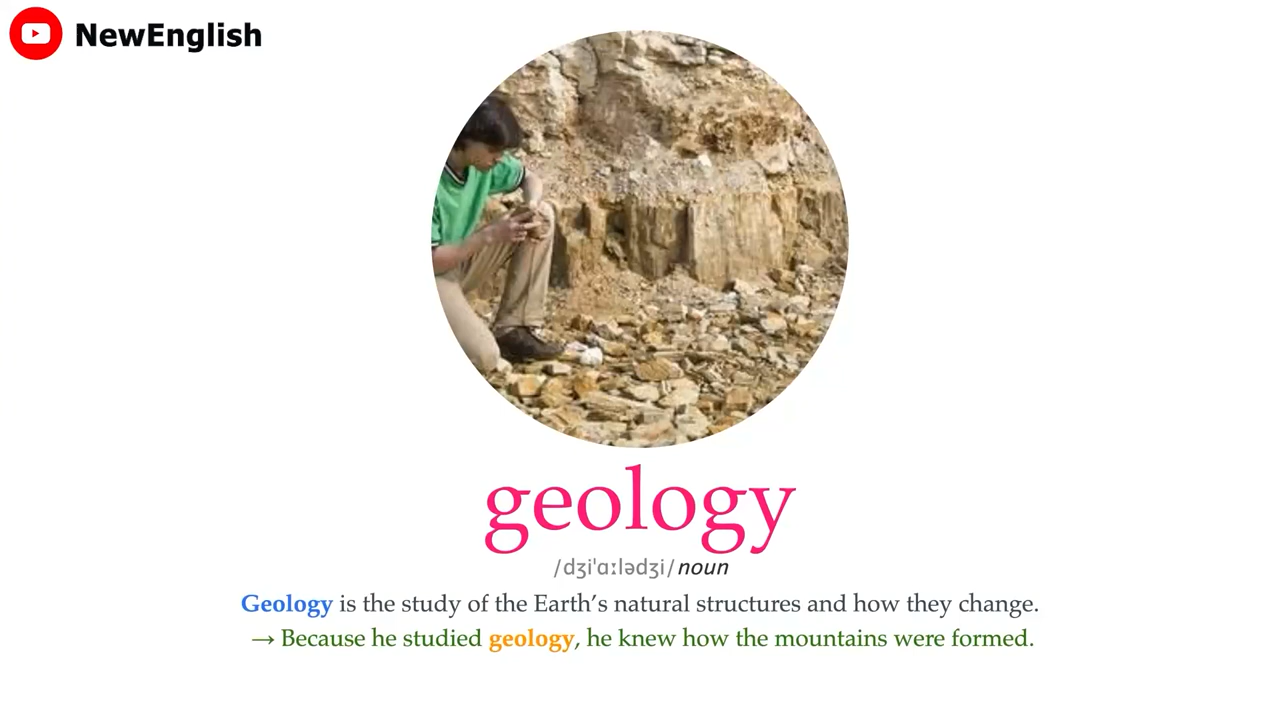 NewEnglish
geology
/dʒiˈɑːlədʒi/ noun
Geology is the study of the Earth’s natural structures and how they change.
→ Because he studied geology, he knew how the mountains were formed.